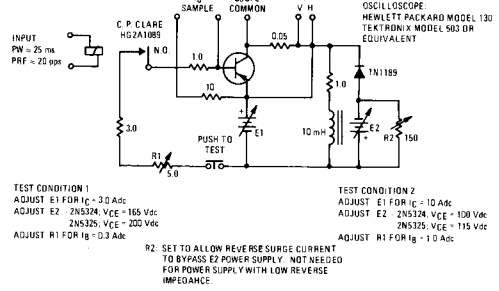 SAMPLE
COMMON
V H
OSCILLOSCOPE:
HEWLETT PACKARD MODEL 130
TEKTRONIX MODEL 503 OR
EQUIVALENT
INPUT
PW ≈ 25 ms
PRF ≈ 20 pps
C. P. CLARE
HG2A1089
N.O.
1.0
0.05
10
1.0
1N1189
+
E1
10 mH
E2
+
R2
150
3.0
PUSH TO
TEST
R1
5.0
TEST CONDITION 1
ADJUST E1 FOR IC = 3.0 Adc
ADJUST E2 - 2N5324; VCE = 165 Vdc
2N5325; VCE = 200 Vdc
ADJUST R1 FOR IB = 0.3 Adc
TEST CONDITION 2
ADJUST E1 FOR IC = 10 Adc
ADJUST E2 - 2N5324; VCE = 100 Vdc
2N5325; VCE = 115 Vdc
ADJUST R1 FOR IB = 1.0 Adc
R2: SET TO ALLOW REVERSE SURGE CURRENT
TO BYPASS E2 POWER SUPPLY. NOT NEEDED
FOR POWER SUPPLY WITH LOW REVERSE
IMPEDANCE.